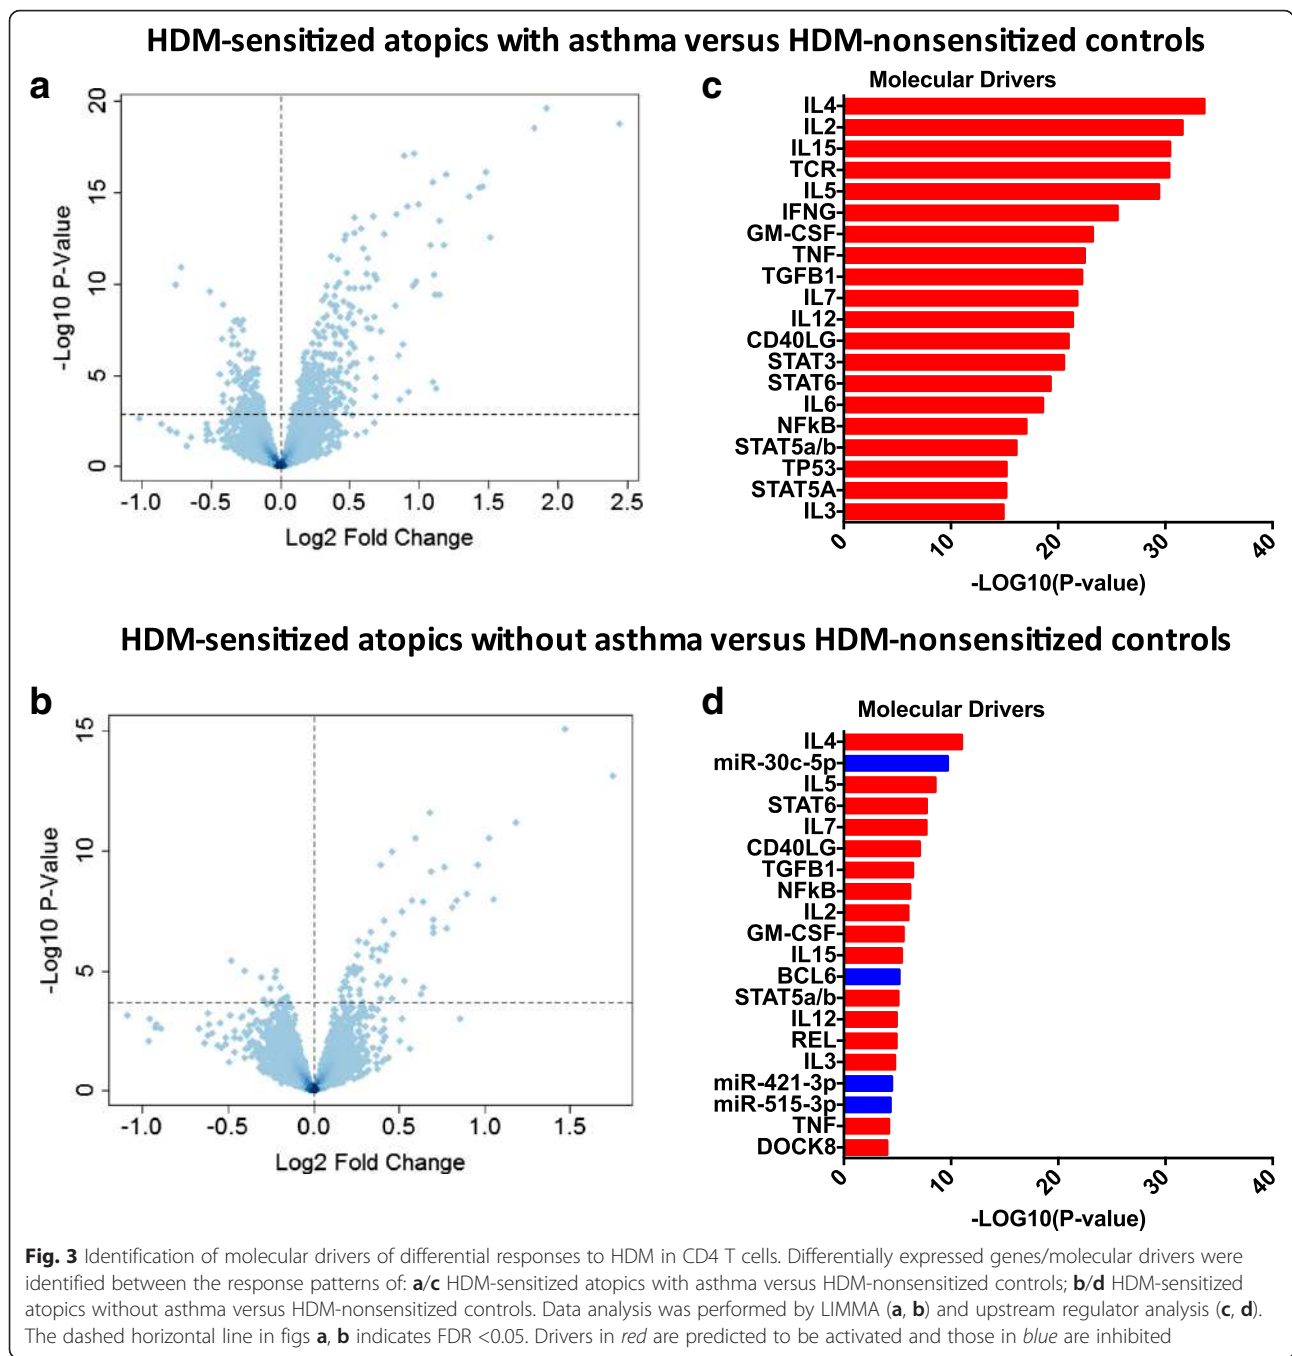 HDM-sensitized atopics with asthma versus HDM-nonsensitized controls
a
20
15
10
5
0
-Log10 P-Value
-1.0 -0.5 0.0 0.5 1.0 1.5 2.0 2.5
Log2 Fold Change
c
Molecular Drivers
IL4
IL2
IL15
TCR
IL5
IFNG
GM-CSF
TNF
TGFB1
IL7
IL12
CD40LG
STAT3
STAT6
IL6
NFkB
STAT5a/b
TP53
STAT5A
IL3
0 10 20 30 40
-LOG10(P-value)
HDM-sensitized atopics without asthma versus HDM-nonsensitized controls
b
15
10
5
0
-Log10 P-Value
-1.0 -0.5 0.0 0.5 1.0 1.5
Log2 Fold Change
d
Molecular Drivers
IL4
miR-30c-5p
IL5
STAT6
IL7
CD40LG
TGFB1
NFkB
IL2
GM-CSF
IL15
BCL6
STAT5a/b
IL12
REL
IL3
miR-421-3p
miR-515-3p
TNF
DOCK8
0 10 20 30 40
-LOG10(P-value)
Fig. 3 Identification of molecular drivers of differential responses to HDM in CD4 T cells. Differentially expressed genes/molecular drivers were
identified between the response patterns of: a/c HDM-sensitized atopics with asthma versus HDM-nonsensitized controls; b/d HDM-sensitized
atopics without asthma versus HDM-nonsensitized controls. Data analysis was performed by LIMMA (a, b) and upstream regulator analysis (c, d).
The dashed horizontal line in figs a, b indicates FDR <0.05. Drivers in red are predicted to be activated and those in blue are inhibited